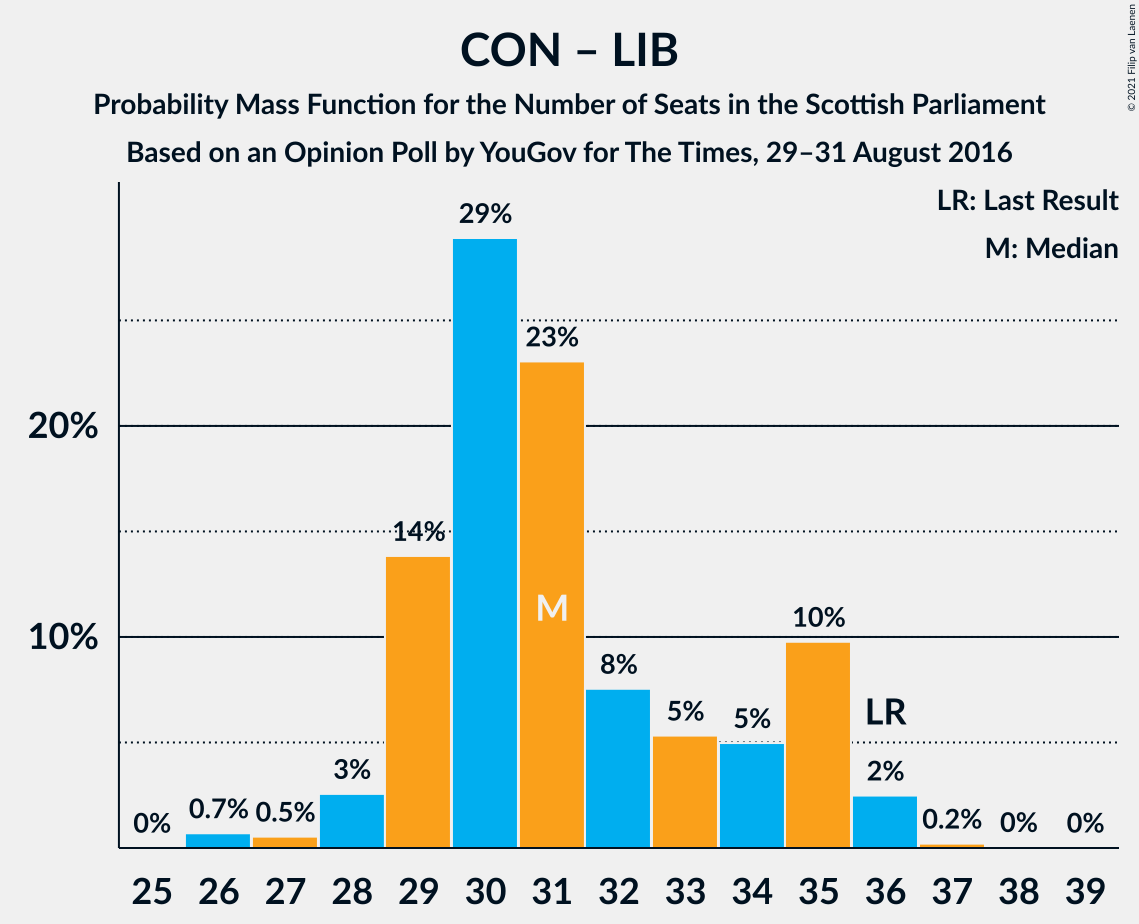 CON – LIB
Probability Mass Function for the Number of Seats in the Scottish Parliament
Based on an Opinion Poll by YouGov for The Times, 29–31 August 2016
© 2021 Filip van Laenen
LR: Last Result
M: Median
29%
23%
20%
14%
M
10%
10%
8%
LR
5%
5%
3%
2%
0%
0.7%
0.5%
0.2%
0%
0%
25 26 27 28 29 30 31 32 33 34 35 36 37 38 39